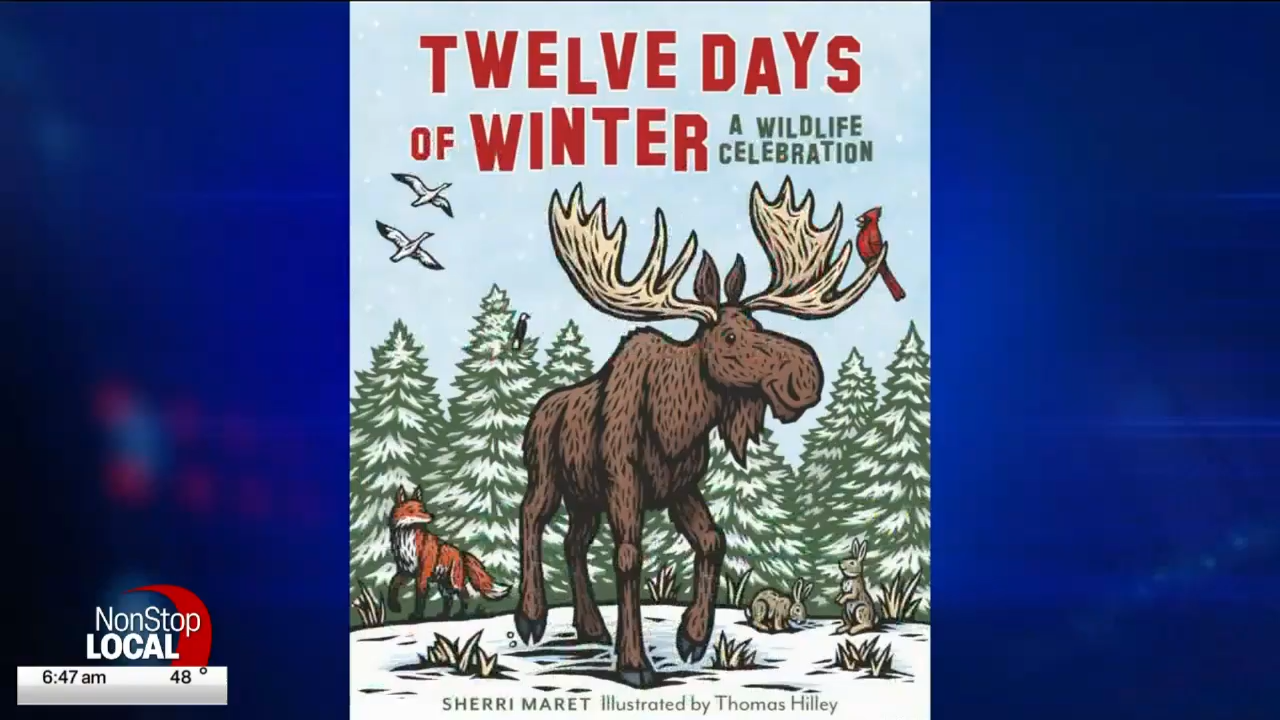 TWELVE DAYS
OF WINTER
A WILDLIFE
CELEBRATION
SHERRI MARET Illustrated by Thomas Hilley
NonStop
LOCAL
6:47 am 48°